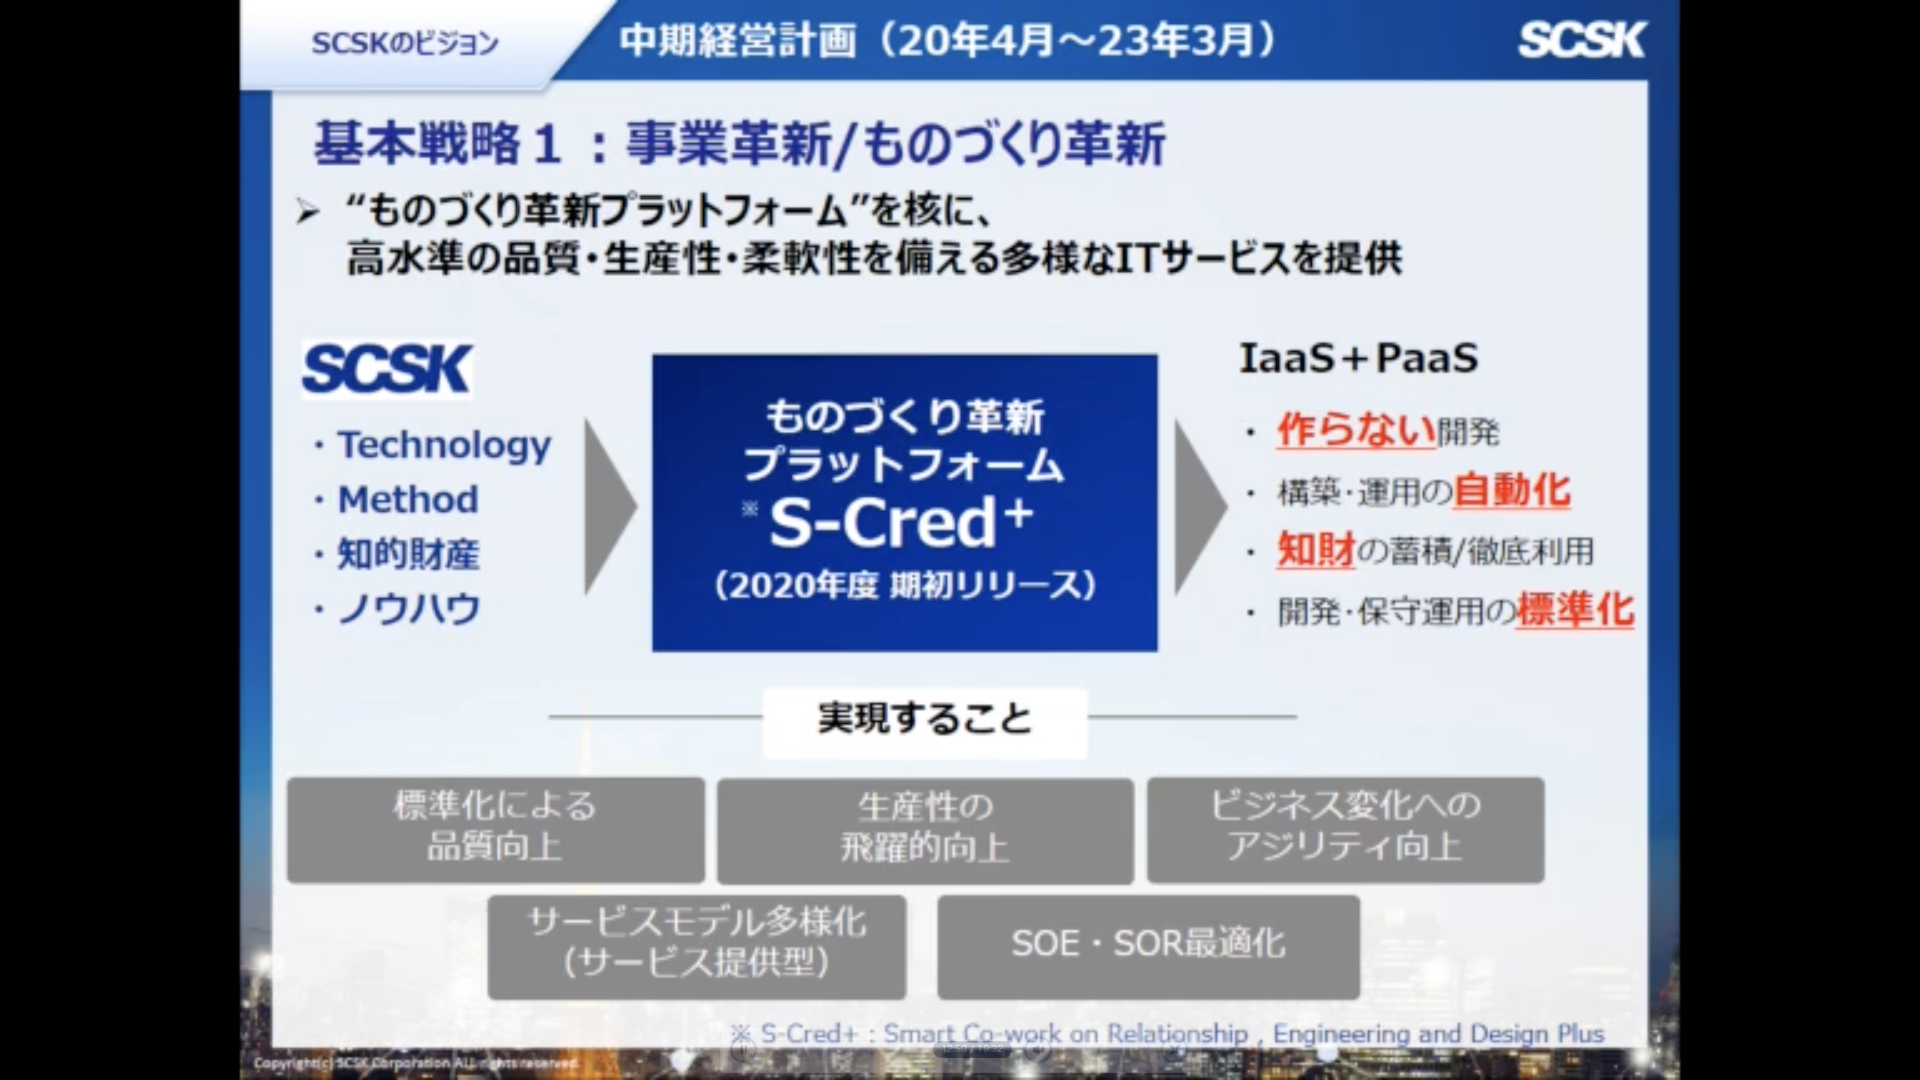 SCSKのビジョン
中期経営計画（20年4月～23年3月）
SCSK
基本戦略１：事業革新/ものづくり革新
➢ “ものづくり革新プラットフォーム”を核に、
高水準の品質・生産性・柔軟性を備える多様なITサービスを提供
SCSK
・Technology
・Method
・知的財産
・ノウハウ
ものづくり革新
プラットフォーム
※S-Cred+
（2020年度 期初リリース）
IaaS＋PaaS
・作らない開発
・構築･運用の自動化
・知財の蓄積/徹底利用
・開発･保守運用の標準化
実現すること
標準化による
品質向上
生産性の
飛躍的向上
ビジネス変化への
アジリティ向上
サービスモデル多様化
（サービス提供型）
SOE・SOR最適化
※ S-Cred+ : Smart Co-work on Relationship , Engineering and Design Plus
Copyright(c) SCSK Corporation ALL rights reserved.